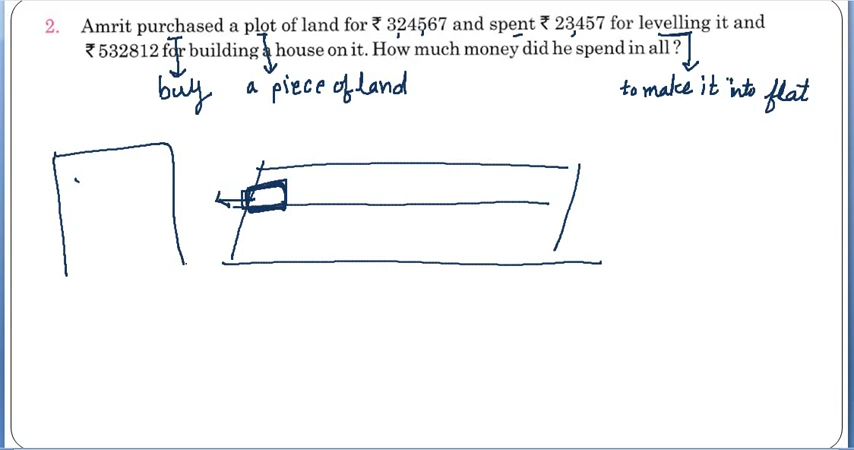 2. Amrit purchased a plot of land for ₹ 324567 and spent ₹ 23457 for levelling it and
₹ 532812 for building a house on it. How much money did he spend in all ?
buy a piece of land to make it into flat